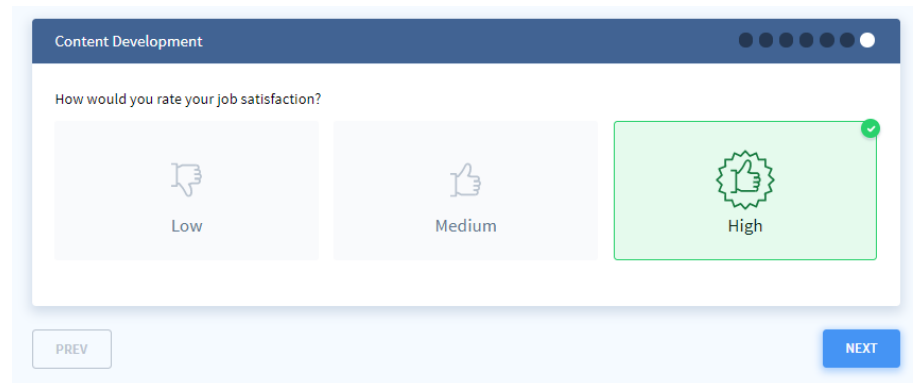 Content Development
How would you rate your job satisfaction?
Low
Medium
High
PREV
NEXT